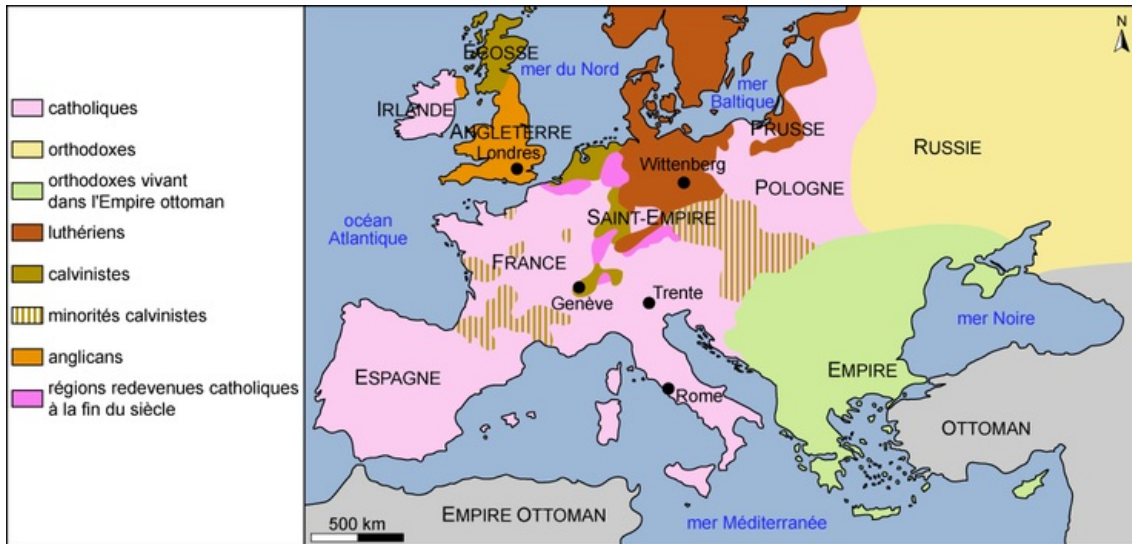 catholiques
orthodoxes
orthodoxes vivant
dans l'Empire ottoman
luthériens
calvinistes
minorités calvinistes
anglicans
régions redevenues catholiques
à la fin du siècle
N
ÉCOSSE
mer du Nord
mer
Baltique
IRLANDE
ANGLETERRE
Londres
PRUSSE
RUSSIE
Wittenberg
POLOGNE
océan
Atlantique
SAINT-EMPIRE
FRANCE
Genève
Trente
mer Noire
ESPAGNE
Rome
EMPIRE
OTTOMAN
EMPIRE OTTOMAN
mer Méditerranée
500 km